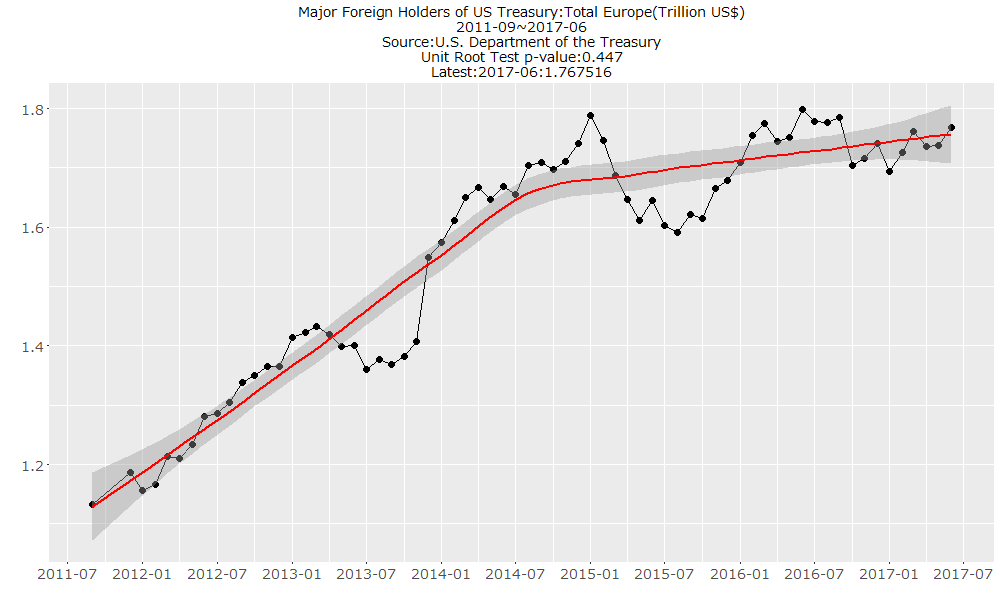 Major Foreign Holders of US Treasury:Total Europe(Trillion US$)
2011-09~2017-06
Source:U.S. Department of the Treasury
Unit Root Test p-value:0.447
Latest:2017-06:1.767516
1.8
1.6
1.4
1.2
2011-07 2012-01 2012-07 2013-01 2013-07 2014-01 2014-07 2015-01 2015-07 2016-01 2016-07 2017-01 2017-07